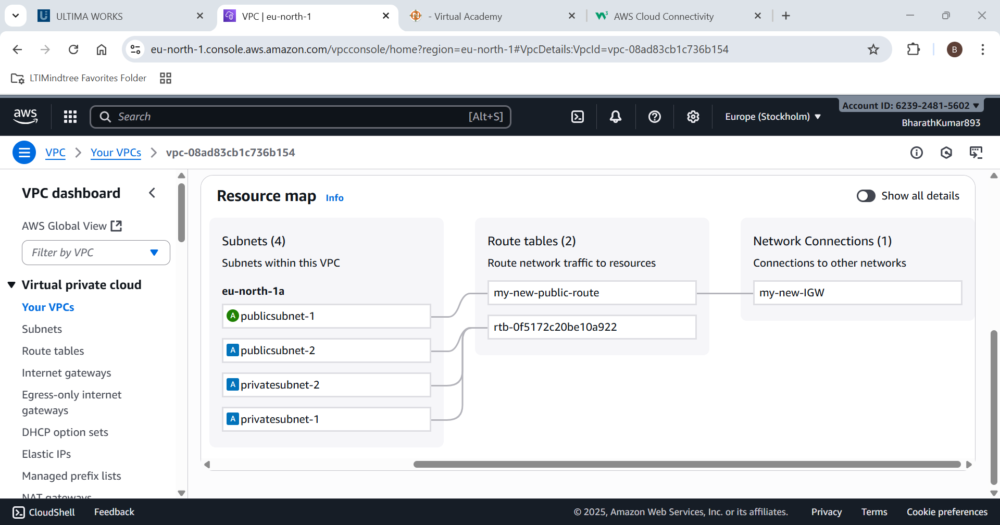 ULTIMA WORKS
VPC | eu-north-1
- Virtual Academy
AWS Cloud Connectivity
eu-north-1.console.aws.amazon.com/vpcconsole/home?region=eu-north-1#VpcDetails:VpcId=vpc-08ad83cb1c736b154
B
LTIMindtree Favorites Folder
aws
Search
[Alt+S]
Europe (Stockholm)
Account ID: 6239-2481-5602
BharathKumar893
VPC
Your VPCs
vpc-08ad83cb1c736b154
VPC dashboard
AWS Global View
Filter by VPC
Virtual private cloud
Your VPCs
Subnets
Route tables
Internet gateways
Egress-only internet
gateways
DHCP option sets
Elastic IPs
Managed prefix lists
NAT gateways
Resource map
Info
Show all details
Subnets (4)
Subnets within this VPC
eu-north-1a
A publicsubnet-1
A publicsubnet-2
A privatesubnet-2
A privatesubnet-1
Route tables (2)
Route network traffic to resources
my-new-public-route
rtb-0f5172c20be10a922
Network Connections (1)
Connections to other networks
my-new-IGW
CloudShell
Feedback
© 2025, Amazon Web Services, Inc. or its affiliates.
Privacy
Terms
Cookie preferences